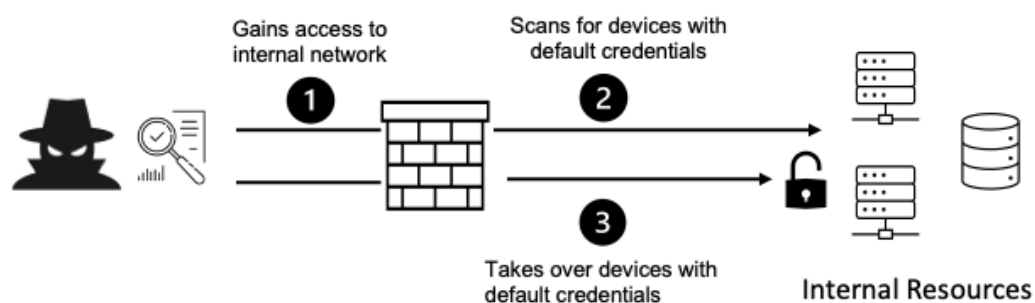 Gains access to
internal network
1
Scans for devices with
default credentials
2
3
Takes over devices with
default credentials
Internal Resources